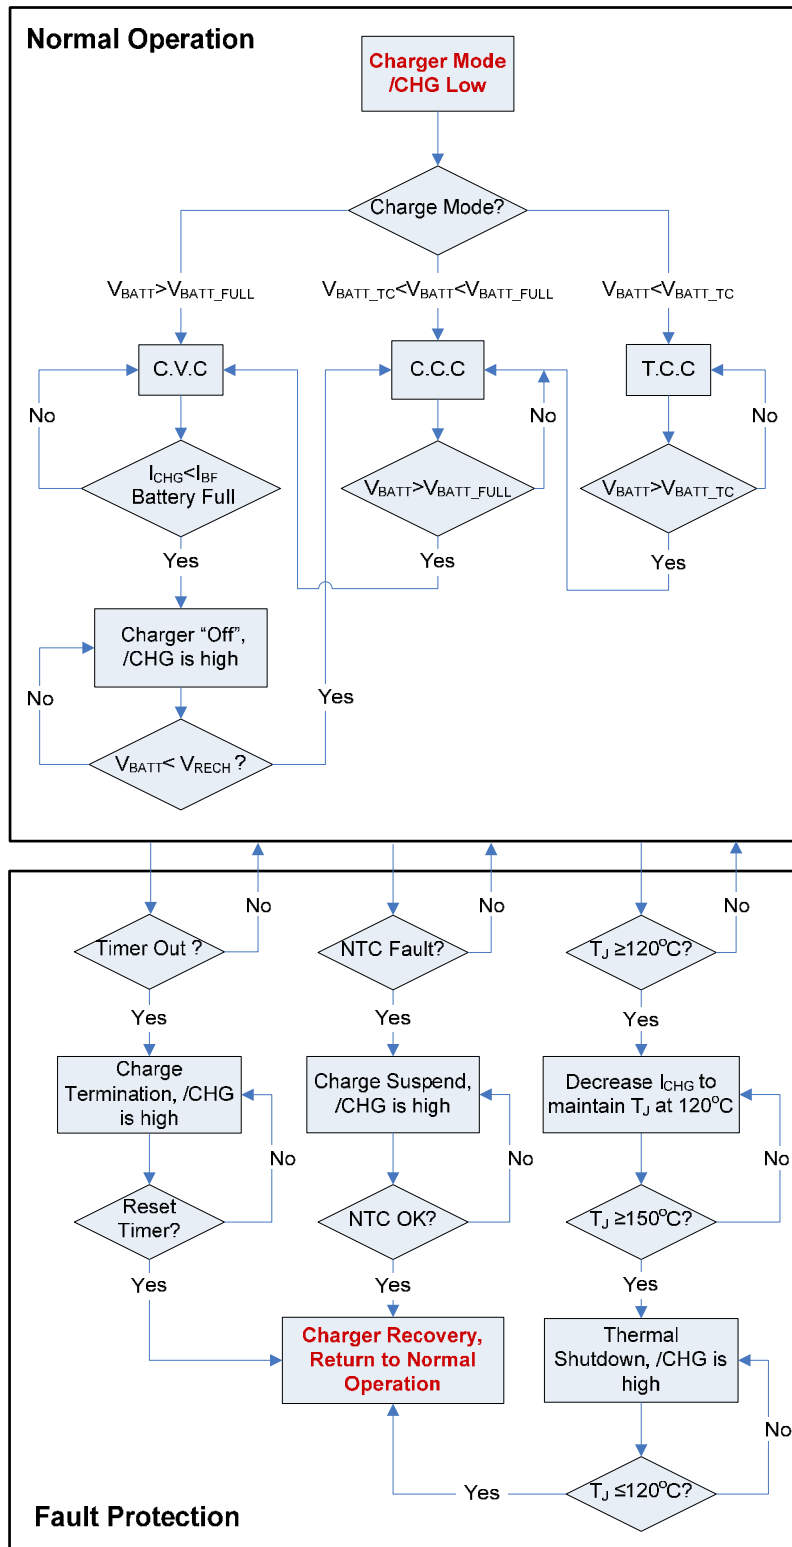 Normal Operation
Charger Mode
/CHG Low
Charge Mode?
VBATT>VBATT_FULL
VBATT_TC<VBATT<VBATT_FULL
VBATT<VBATT_TC
C.V.C
C.C.C
T.C.C
No
No
No
ICHG<IBF
Battery Full
VBATT>VBATT_FULL
VBATT>VBATT_TC
Yes
Yes
Yes
Charger “Off”,
/CHG is high
No
Yes
VBATT< VRECH ?
No
No
No
Timer Out ?
NTC Fault?
TJ ≥120°C?
Yes
Yes
Yes
Charge
Termination, /CHG
is high
Charge Suspend,
/CHG is high
Decrease ICHG to
maintain TJ at 120°C
No
No
No
Reset
Timer?
NTC OK?
TJ ≥150°C?
Yes
Yes
Yes
Charger Recovery,
Return to Normal
Operation
Thermal
Shutdown, /CHG is
high
No
Yes
TJ ≤120°C?
Fault Protection